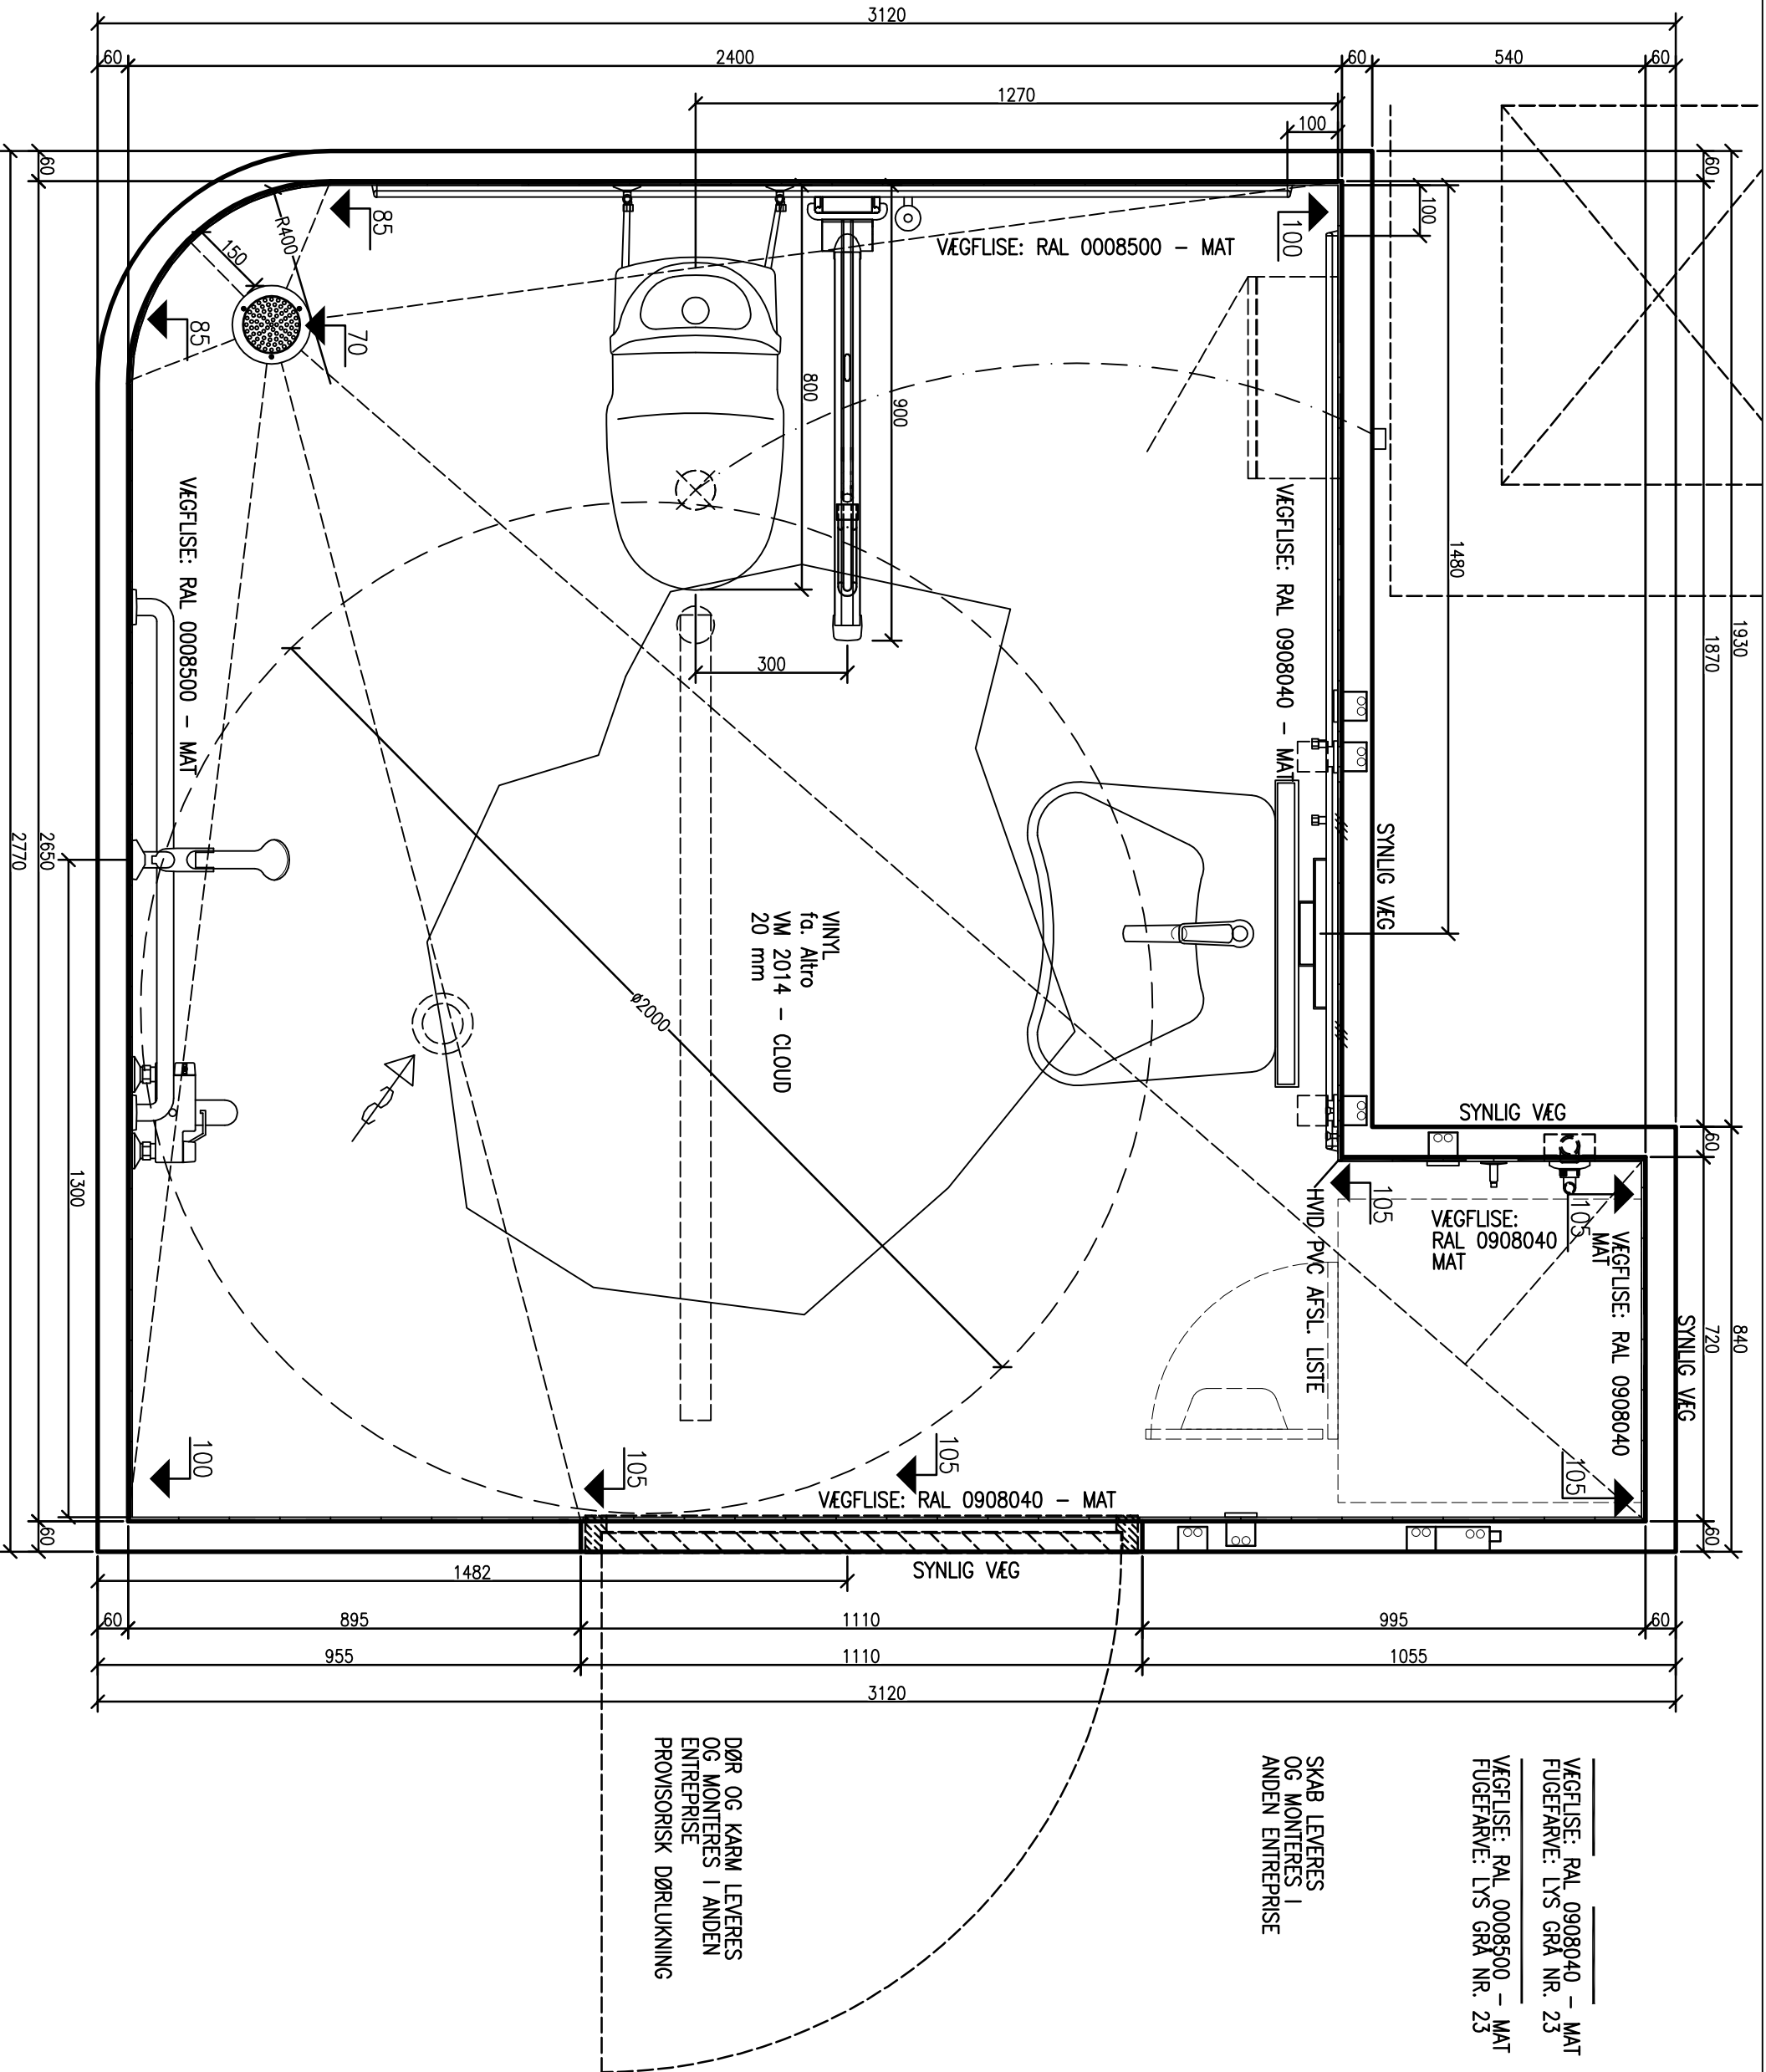 3120
60
2400
60
540
60
1270
100
60
1930
1870
60
100
1480
VÆGFLISE: RAL 0008500 - MAT
100
85
R400
150
85
70
800
900
300
VÆGFLISE: RAL 0008500 - MAT
VÆGFLISE: RAL 0908040 - MAT
SYNLIG VÆG
SYNLIG VÆG
VINYL
fa. Altro
VM 2014 - CLOUD
20 mm
ø2000
2650
2770
1300
60
840
720
60
SYNLIG VÆG
105
105
HVID PVC AFSL. LISTE
VÆGFLISE:
RAL 0908040
MAT
VÆGFLISE: RAL 0908040
MAT
105
100
105
105
VÆGFLISE: RAL 0908040 - MAT
SYNLIG VÆG
60
1482
60
895
1110
995
60
955
1110
1055
3120
DØR OG KARM LEVERES
OG MONTERES I ANDEN
ENTREPRISE
PROVISORISK DØRLUKNING
SKAB LEVERES
OG MONTERES I
ANDEN ENTREPRISE
VÆGFLISE: RAL 0908040 - MAT
FUGEFARVE: LYS GRÅ NR. 23
VÆGFLISE: RAL 0008500 - MAT
FUGEFARVE: LYS GRÅ NR. 23